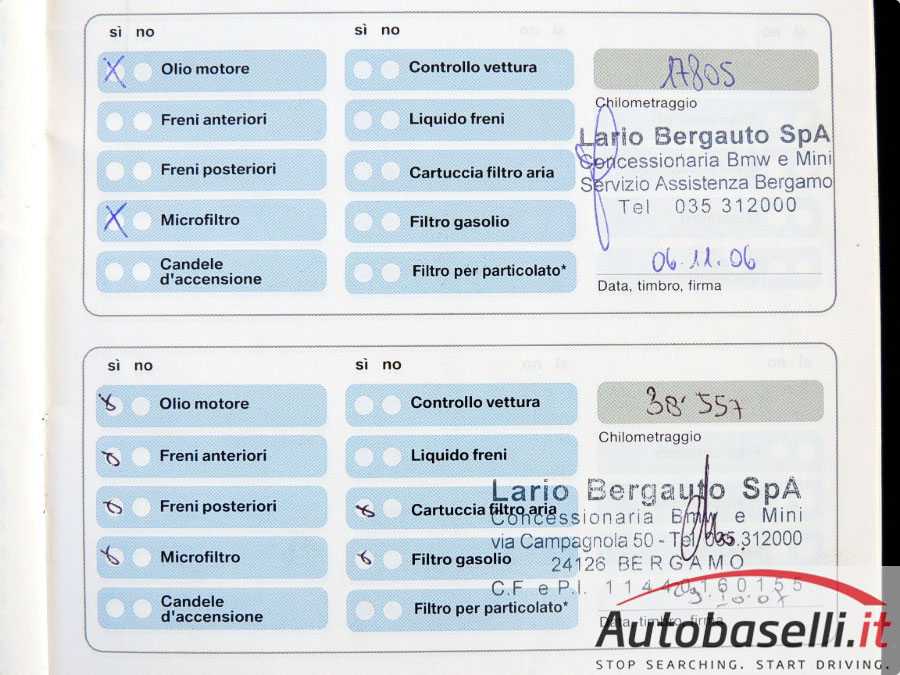 sì no sì no
X Olio motore
Controllo vettura
17805
Chilometraggio
Freni anteriori
Liquido freni
Lario Bergauto SpA
Concessionaria Bmw e Mini
Servizio Assistenza Bergamo
Tel 035 312000
Freni posteriori
Cartuccia filtro aria
X Microfiltro
Filtro gasolio
Candele
d'accensione
Filtro per particolato*
06.11.06
Data, timbro, firma
sì no sì no
Olio motore
Controllo vettura
38'557
Chilometraggio
Freni anteriori
Liquido freni
Freni posteriori
Cartuccia filtro aria
Microfiltro
Filtro gasolio
Lario Bergauto SpA
Concessionaria Bmw e Mini
via Campagnola 50 - Tel. 035.312000
24126 BERGAMO
C.F. e P.I. 11440160155
Candele
d'accensione
Filtro per particolato*
Data, timbro, firma
Autobaselli.it
STOP SEARCHING. START DRIVING.